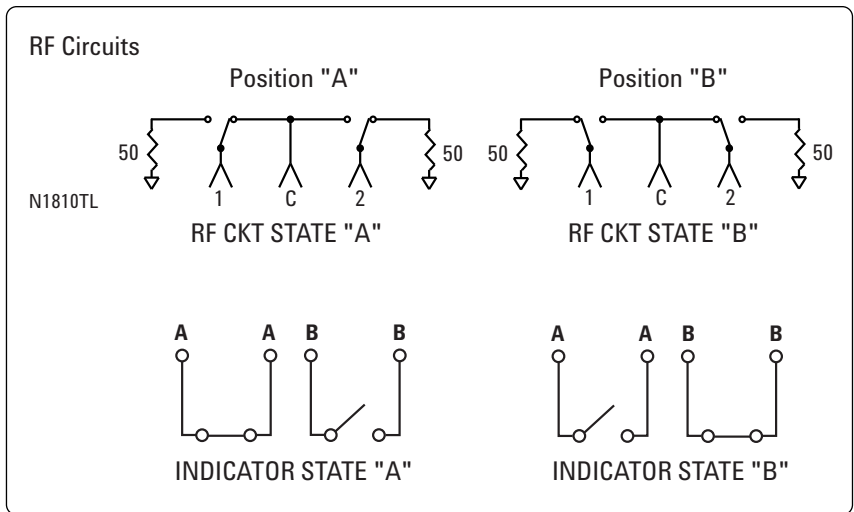 RF Circuits
Position "A" Position "B"
50 50 50 50
N1810TL 1 C 2 1 C 2
RF CKT STATE "A" RF CKT STATE "B"
A A B B A A B B
INDICATOR STATE "A" INDICATOR STATE "B"